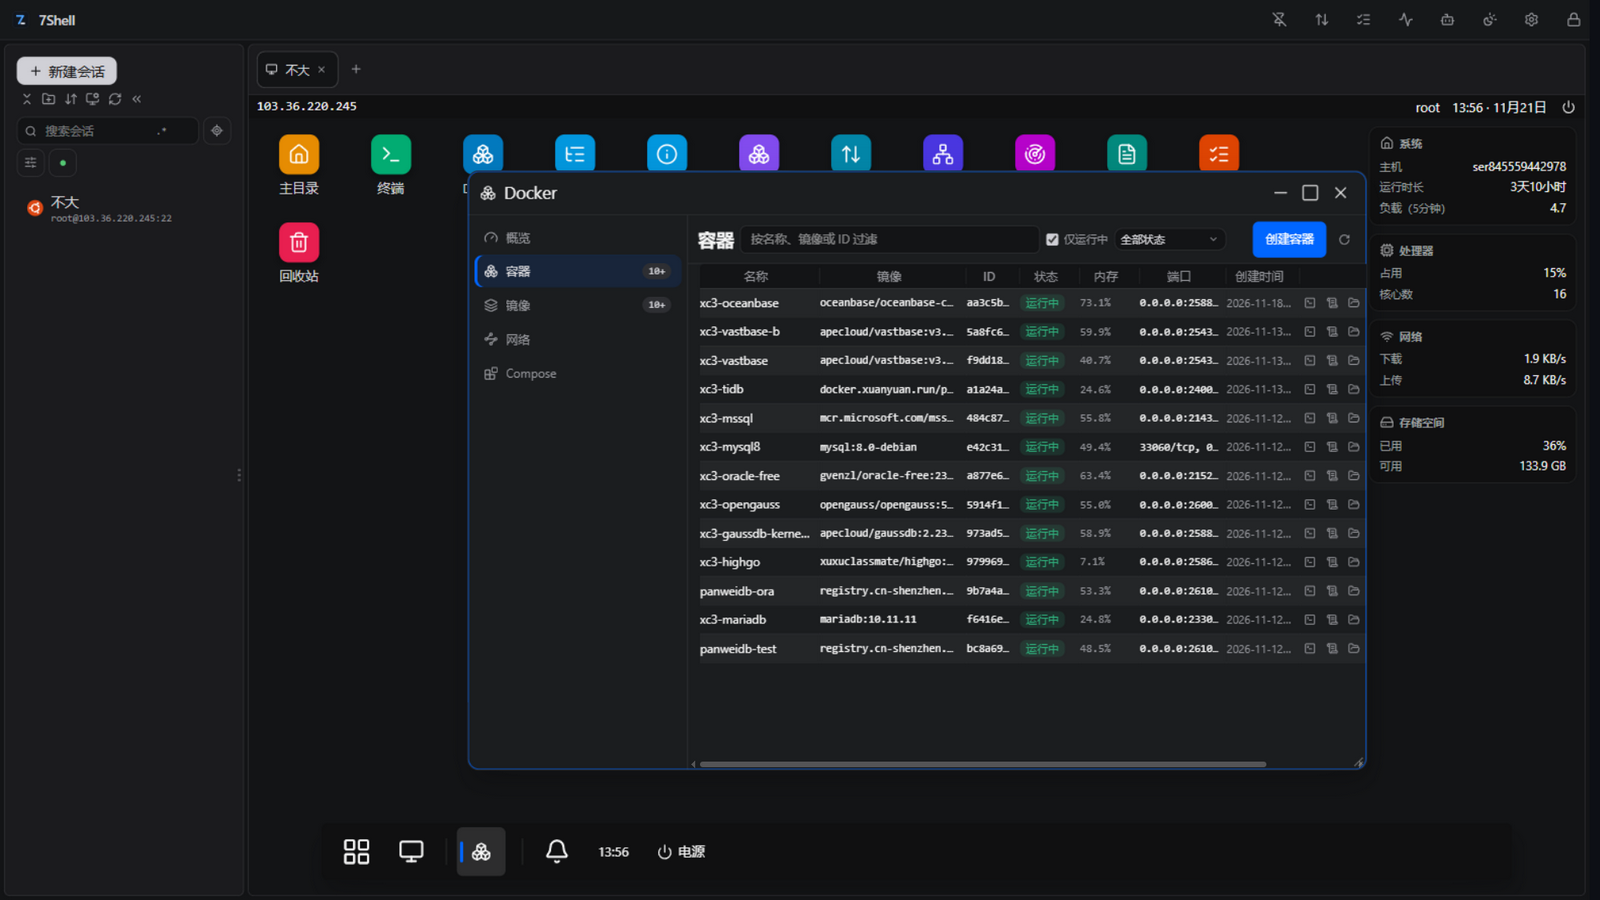 7Shell
新建会话
搜索会话 .*
不大
root@103.36.220.245:22
不大
103.36.220.245
root 13:56 · 11月21日
主目录
终端
回收站
Docker
概览
容器 10+
镜像 10+
网络
Compose
容器 按名称、镜像或 ID 过滤 仅运行中 全部状态 创建容器
名称 镜像 ID 状态 内存 端口 创建时间
xc3-oceanbase oceanbase/oceanbase-c… aa3c5b… 运行中 73.1% 0.0.0.0:2588… 2026-11-18…
xc3-vastbase-b apecloud/vastbase:v3.… 5a8fc6… 运行中 59.9% 0.0.0.0:2543… 2026-11-13…
xc3-vastbase apecloud/vastbase:v3.… f9dd18… 运行中 40.7% 0.0.0.0:2543… 2026-11-13…
xc3-tidb docker.xuanyuan.run/p… a1a24a… 运行中 24.6% 0.0.0.0:2400… 2026-11-13…
xc3-mssql mcr.microsoft.com/mss… 484c87… 运行中 55.8% 0.0.0.0:2143… 2026-11-12…
xc3-mysql8 mysql:8.0-debian e42c31… 运行中 49.4% 33060/tcp, 0… 2026-11-12…
xc3-oracle-free gvenzl/oracle-free:23… a877e6… 运行中 63.4% 0.0.0.0:2152… 2026-11-12…
xc3-opengauss opengauss/opengauss:5… 5914f1… 运行中 55.0% 0.0.0.0:2600… 2026-11-12…
xc3-gaussdb-kerne… apecloud/gaussdb:2.23… 973ad5… 运行中 58.9% 0.0.0.0:2588… 2026-11-12…
xc3-highgo xuxuclassmate/highgo:… 979969… 运行中 7.1% 0.0.0.0:2586… 2026-11-12…
panweidb-ora registry.cn-shenzhen.… 9b7a4a… 运行中 53.3% 0.0.0.0:2610… 2026-11-12…
xc3-mariadb mariadb:10.11.11 f6416e… 运行中 24.8% 0.0.0.0:2330… 2026-11-12…
panweidb-test registry.cn-shenzhen.… bc8a69… 运行中 48.5% 0.0.0.0:2610… 2026-11-12…
系统
主机 ser845559442978
运行时长 3天10小时
负载 (5分钟) 4.7
处理器
占用 15%
核心数 16
网络
下载 1.9 KB/s
上传 8.7 KB/s
存储空间
已用 36%
可用 133.9 GB
13:56 电源